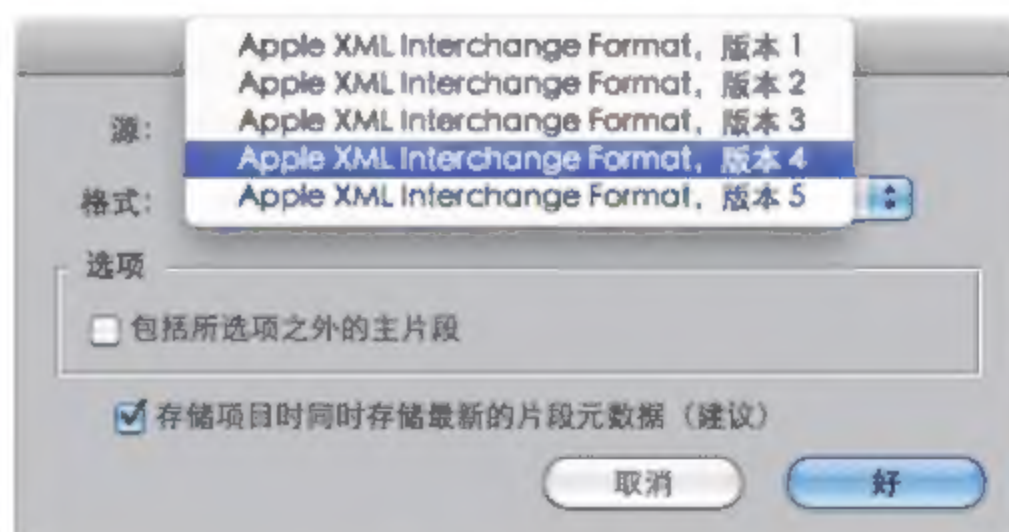 Apple XML Interchange Format，版本 1
Apple XML Interchange Format，版本 2
Apple XML Interchange Format，版本 3
Apple XML Interchange Format，版本 4
Apple XML Interchange Format，版本 5
源：
格式：
选项
包括所选项之外的主片段
存储项目时同时存储最新的片段元数据（建议）
取消
好